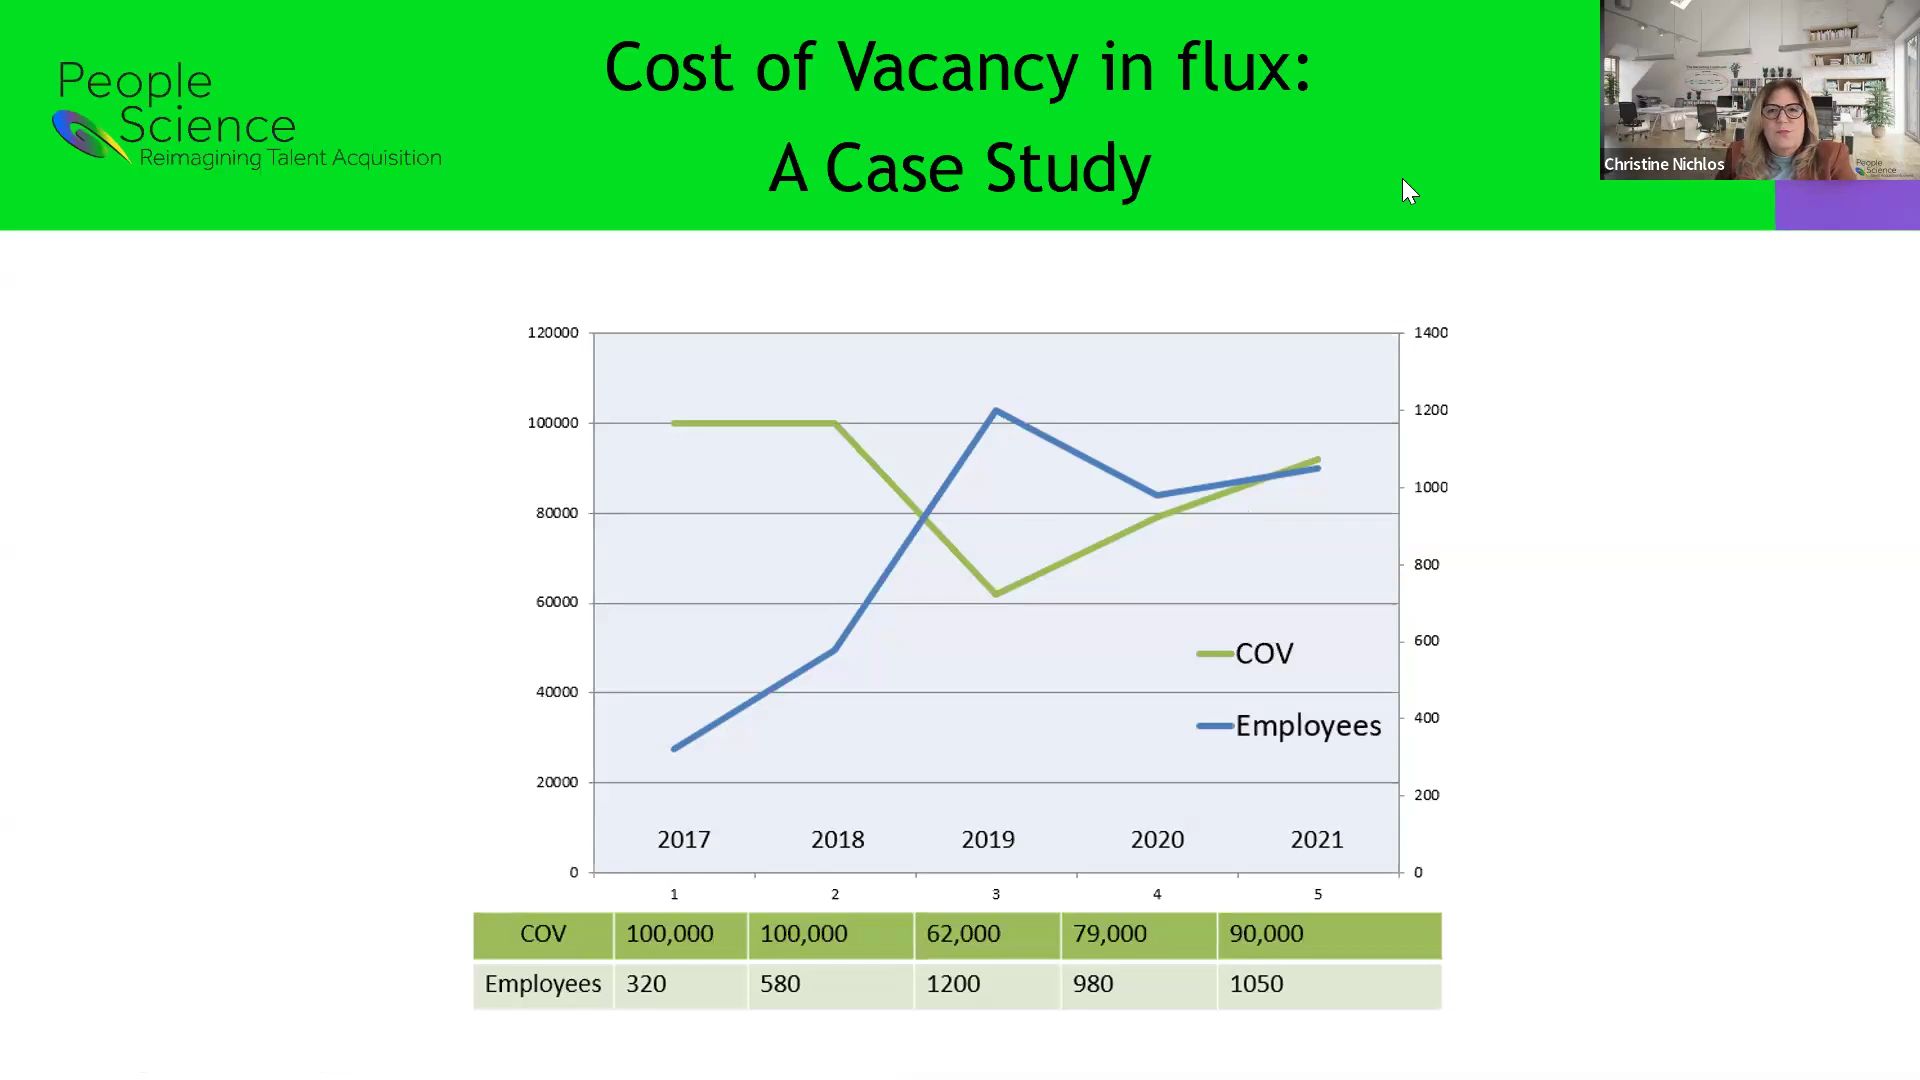 People
Science
Reimagining Talent Acquisition
Cost of Vacancy in flux:
A Case Study
Christine Nichlos
People
Science
120000
100000
80000
60000
40000
20000
0
1400
1200
1000
800
600
400
200
0
COV
Employees
2017 2018 2019 2020 2021
1 2 3 4 5
COV 100,000 100,000 62,000 79,000 90,000
Employees 320 580 1200 980 1050